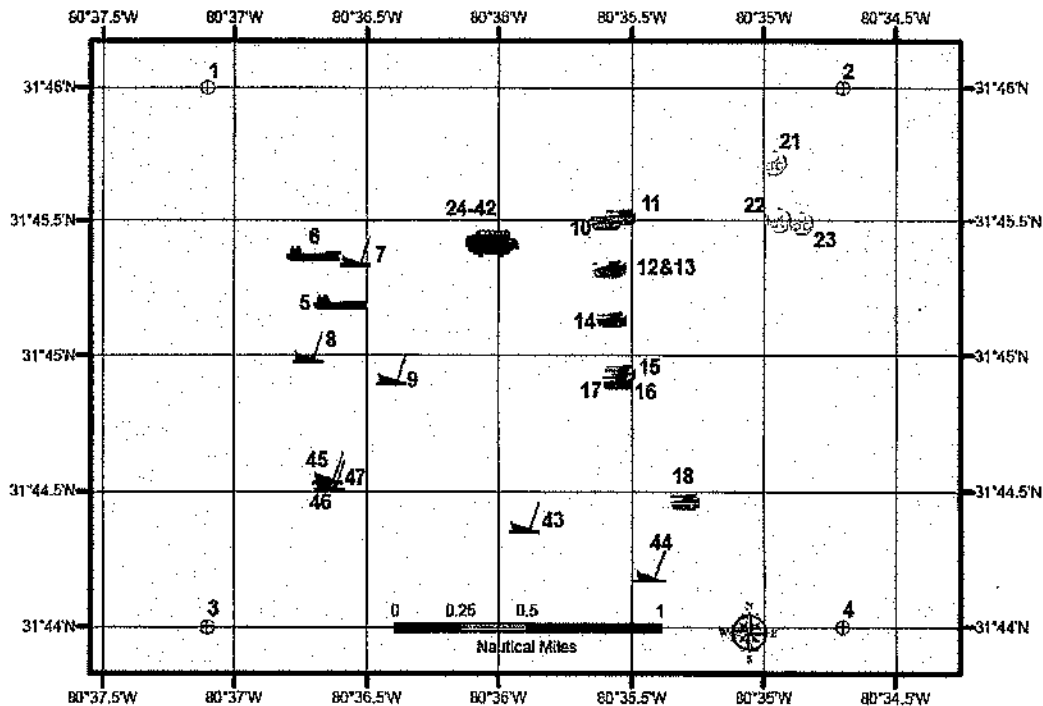 80°37.5'W 80°37'W 80°36.5'W 80°36'W 80°35.5'W 80°35'W 80°34.5'W
1 2
31°46'N 31°46'N
21
24-42 11 22
31°45.5'N 10 23 31°45.5'N
6 7
12&13
5 14
8
31°45'N 31°45'N
9 15
17 16
45 47 18
31°44.5'N 46 31°44.5'N
43
44
3 0 0.25 0.5 1 4
31°44'N 31°44'N
Nautical Miles
W E
S
80°37.5'W 80°37'W 80°36.5'W 80°36'W 80°35.5'W 80°35'W 80°34.5'W